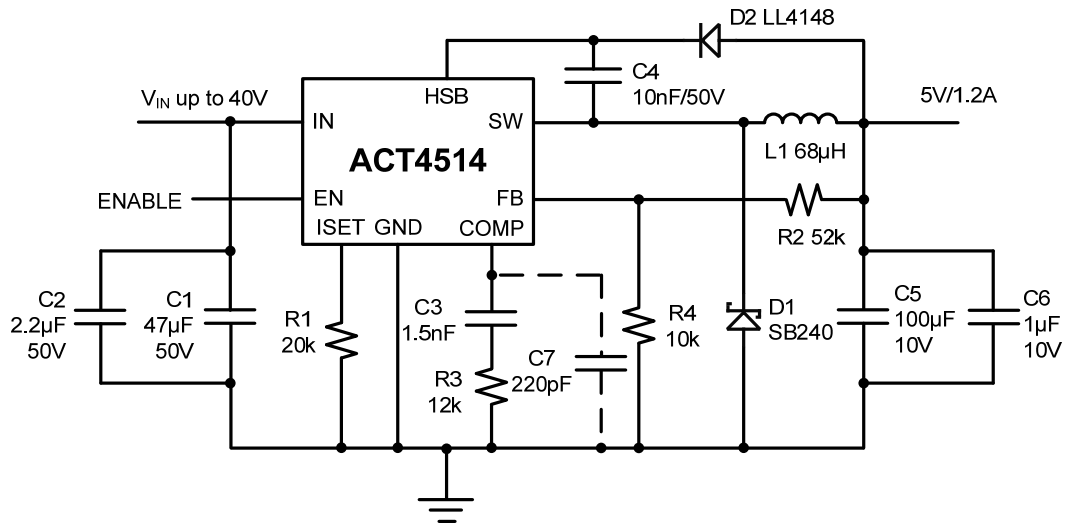 D2 LL4148
C4
10nF/50V
HSB
V_IN up to 40V
5V/1.2A
IN
SW
ACT4514
L1 68μH
ENABLE
EN
FB
ISET
GND
COMP
R2 52k
C2
2.2μF
50V
C1
47μF
50V
R1
20k
C3
1.5nF
R3
12k
C7
220pF
R4
10k
D1
SB240
C5
100μF
10V
C6
1μF
10V